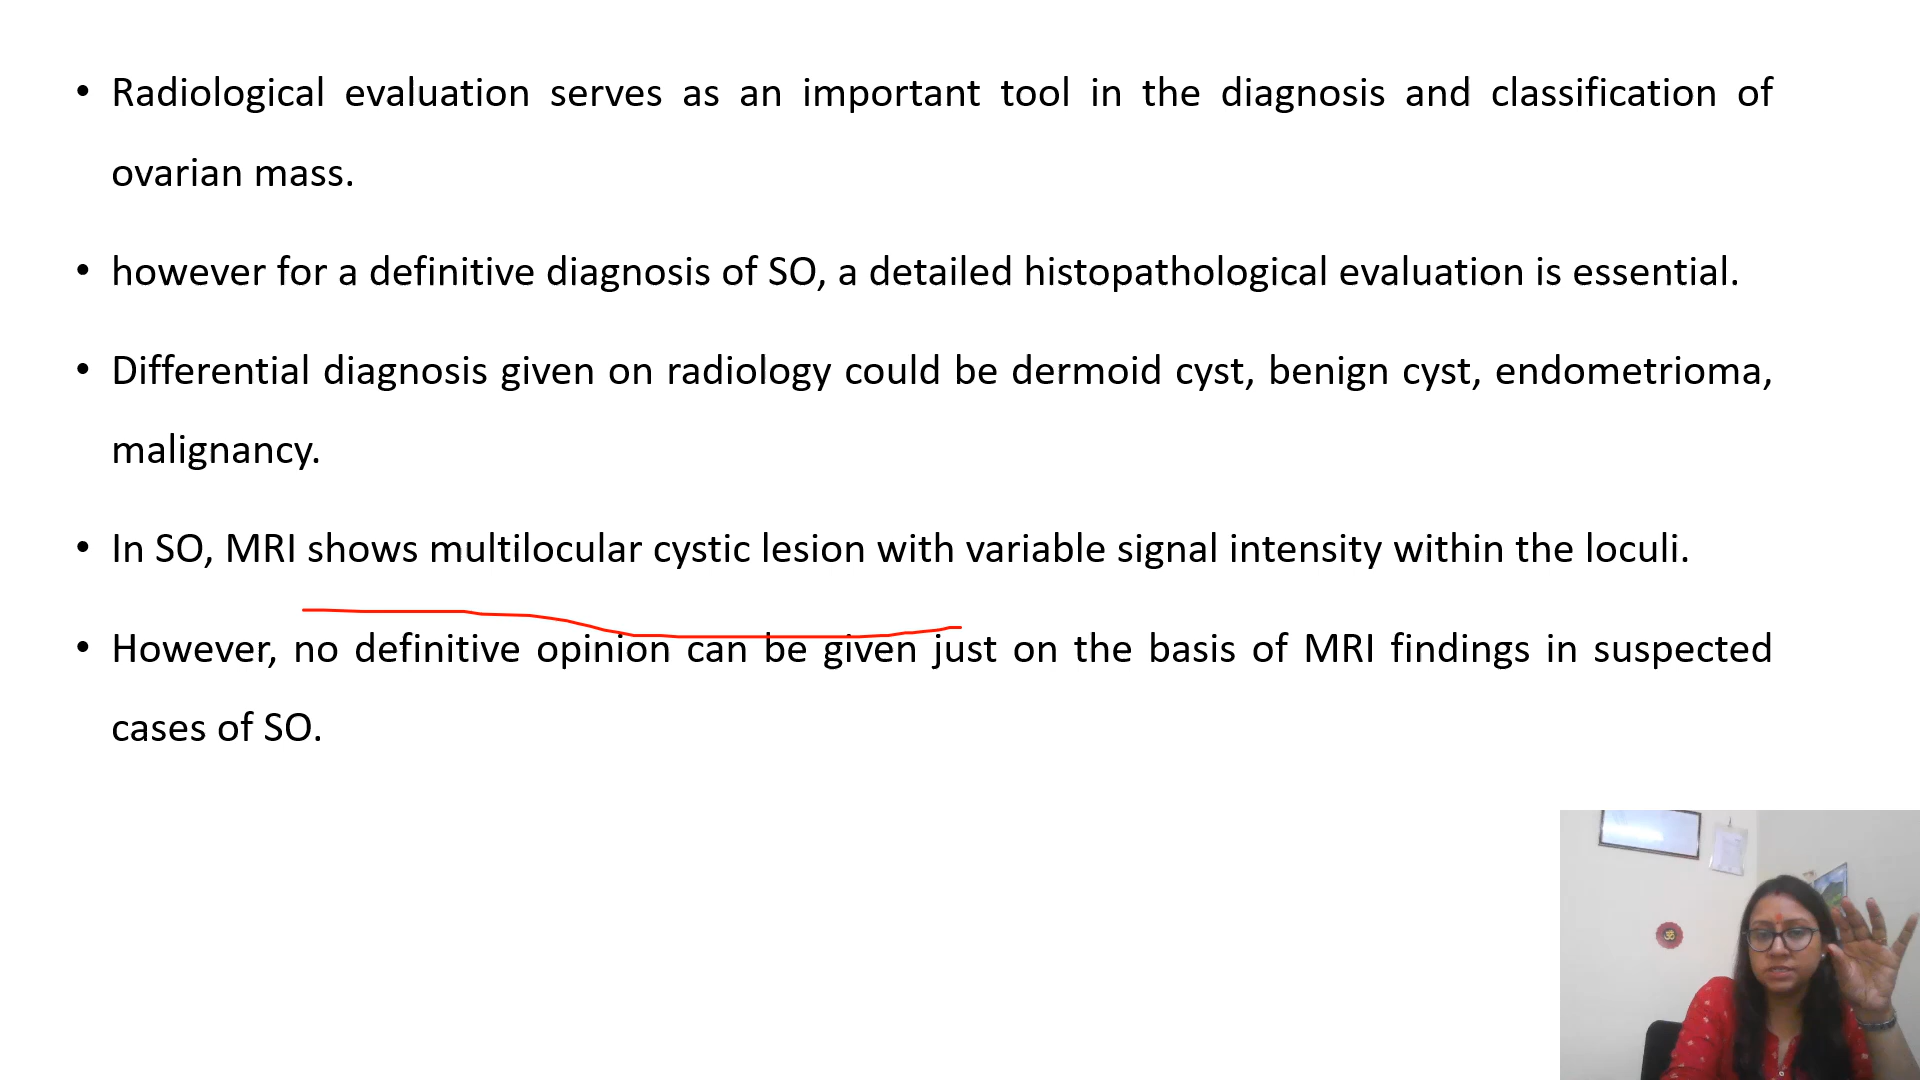 • Radiological evaluation serves as an important tool in the diagnosis and classification of
ovarian mass.
• however for a definitive diagnosis of SO, a detailed histopathological evaluation is essential.
• Differential diagnosis given on radiology could be dermoid cyst, benign cyst, endometrioma,
malignancy.
• In SO, MRI shows multilocular cystic lesion with variable signal intensity within the loculi.
• However, no definitive opinion can be given just on the basis of MRI findings in suspected
cases of SO.
ॐ